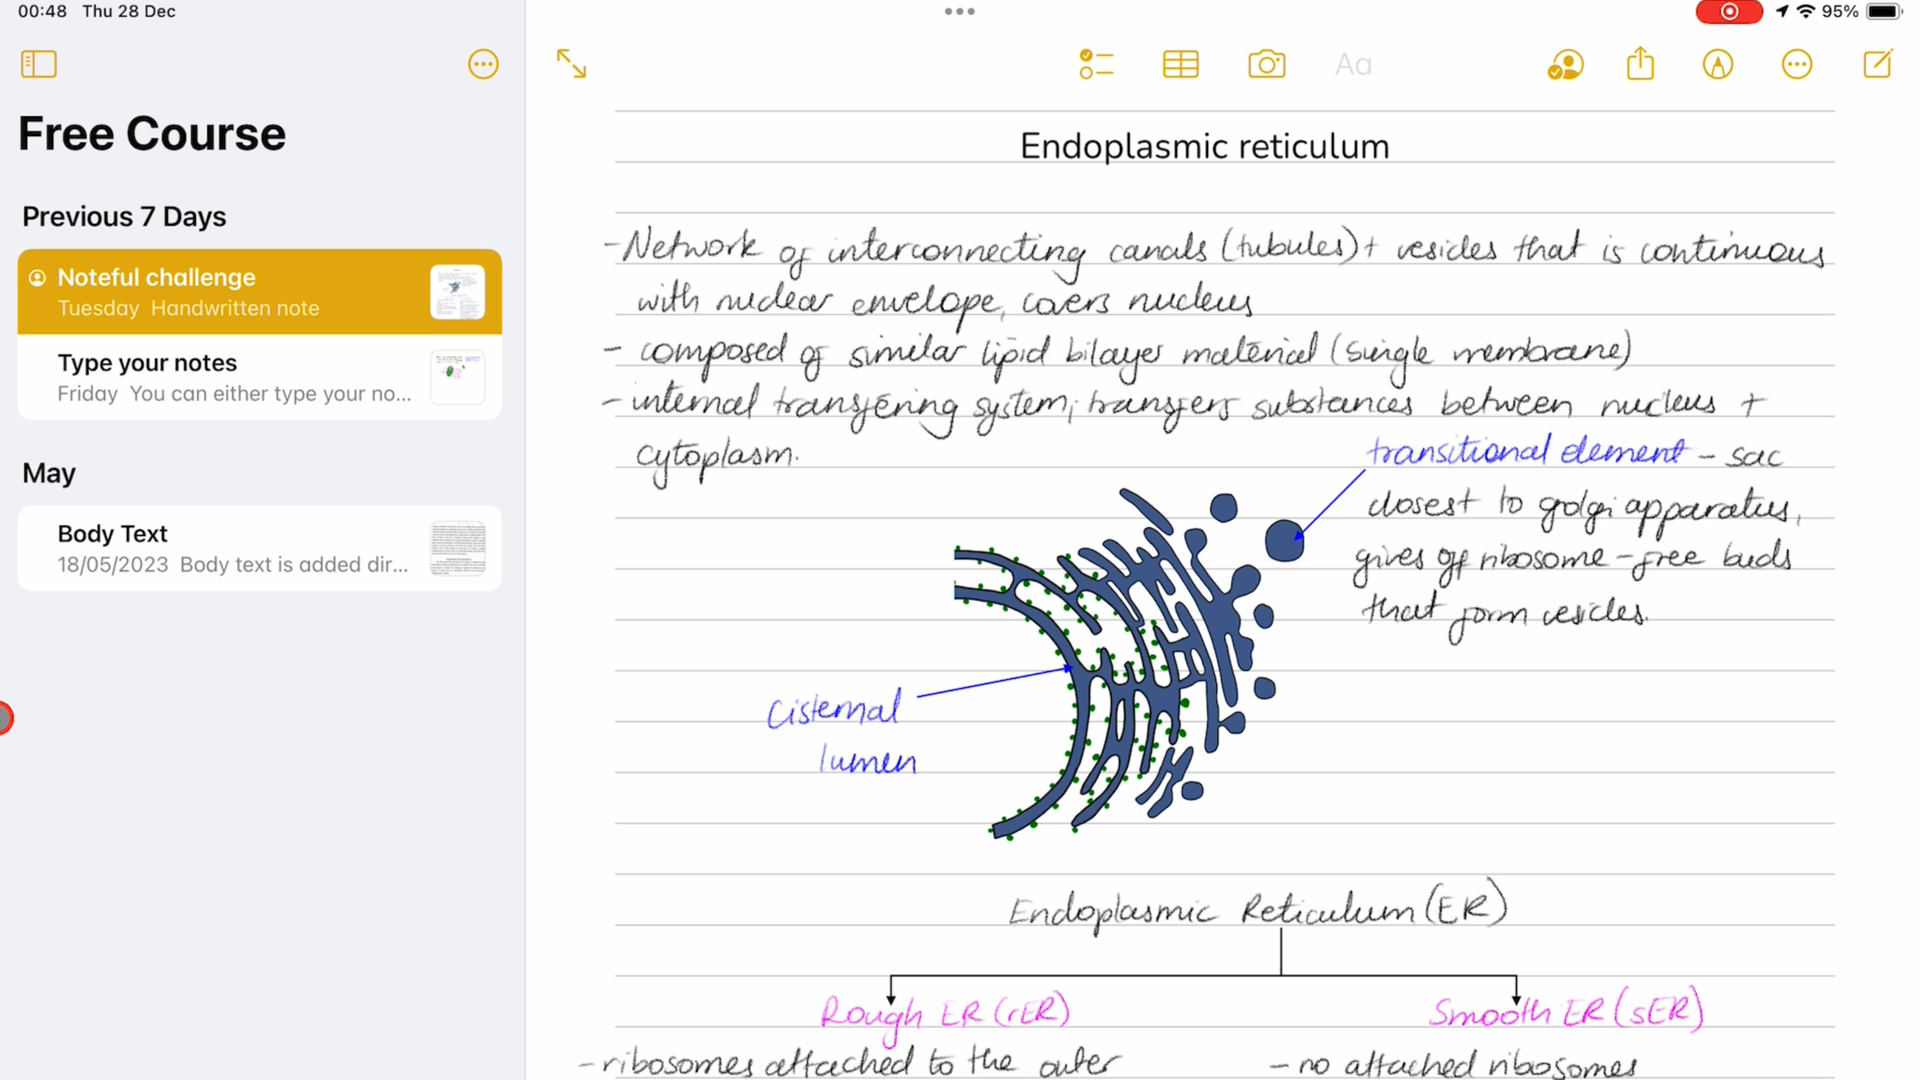 00:48 Thu 28 Dec
95%
Free Course
Previous 7 Days
Noteful challenge
Tuesday Handwritten note
Type your notes
Friday You can either type your no...
May
Body Text
18/05/2023 Body text is added dir...
Aa
Endoplasmic reticulum
- Network of interconnecting canals (tubules) + vesicles that is continuous
with nuclear envelope, covers nucleus
- composed of similar lipid bilayer material (single membrane)
- internal transfering system; transfers substances between nucleus +
cytoplasm.
transitional element - sac
closest to golgi apparatus,
gives off ribosome-free buds
that form vesicles.
Cisternal
lumen
Endoplasmic Reticulum (ER)
Rough ER (rER)
Smooth ER (sER)
- ribosomes attached to the outer
- no attached ribosomes